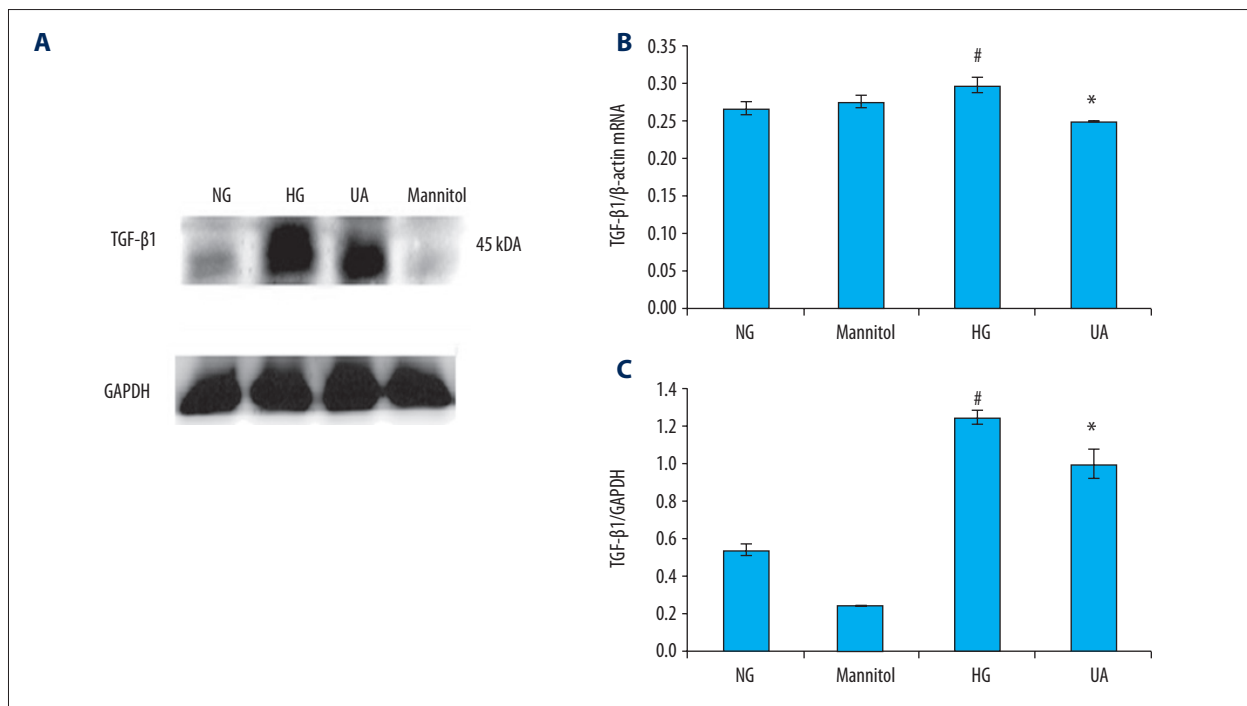 A
NG HG UA Mannitol
TGF-β1
45 kDA
GAPDH
B
0.35
0.30
0.25
0.20
0.15
0.10
0.05
0.00
TGF-β1/β-actin mRNA
#
*
NG Mannitol HG UA
C
1.4
1.2
1.0
0.8
0.6
0.4
0.2
0.0
TGF-β1/GAPDH
#
*
NG Mannitol HG UA